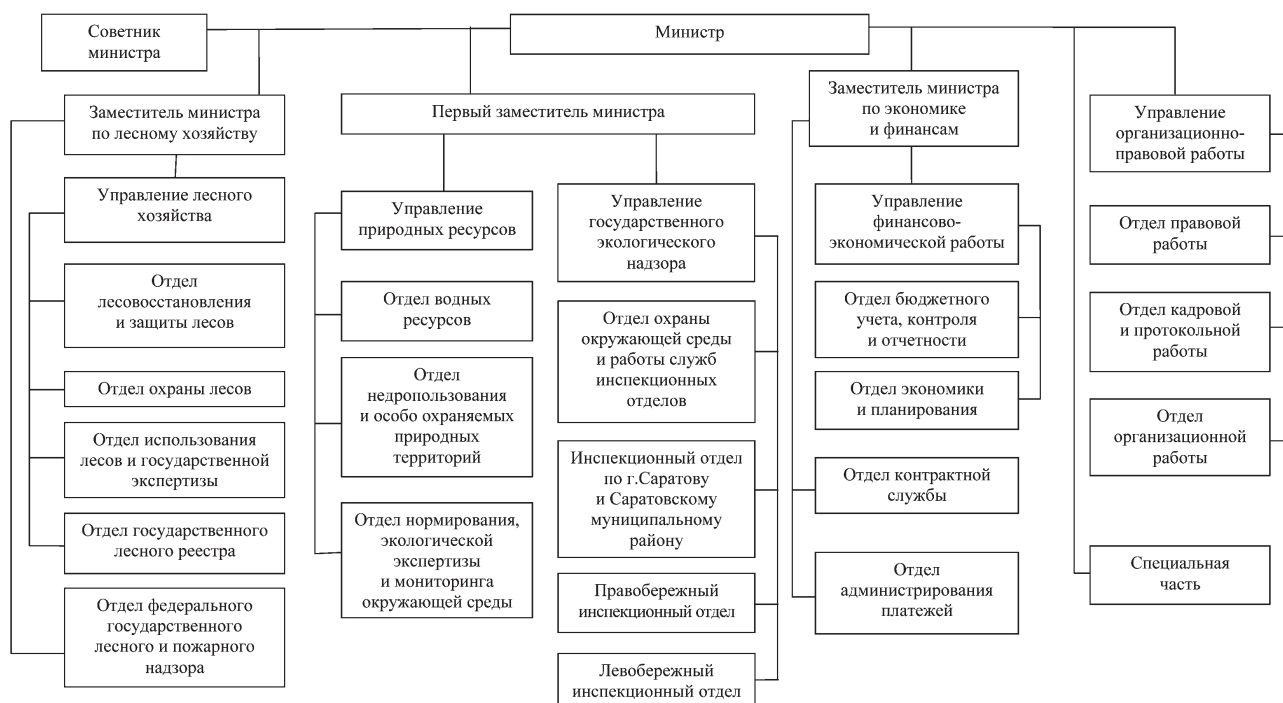 Советник
министра
Министр
Заместитель министра
по лесному хозяйству
Управление лесного
хозяйства
Отдел
лесовосстановления
и защиты лесов
Отдел охраны лесов
Отдел использования
лесов и государственной
экспертизы
Отдел государственного
лесного реестра
Отдел федерального
государственного
лесного и пожарного
надзора
Первый заместитель министра
Управление
природных ресурсов
Отдел водных
ресурсов
Отдел
недропользования
и особо охраняемых
природных
территорий
Отдел нормирования,
экологической
экспертизы
и мониторинга
окружающей среды
Управление
государственного
экологического
надзора
Отдел охраны
окружающей среды
и работы служб
инспекционных
отделов
Инспекционный отдел
по г.Саратову
и Саратовскому
муниципальному
району
Правобережный
инспекционный отдел
Левобережный
инспекционный отдел
Заместитель министра
по экономике
и финансам
Управление
финансово-
экономической работы
Отдел бюджетного
учета, контроля
и отчетности
Отдел экономики
и планирования
Отдел контрактной
службы
Отдел
администрирования
платежей
Управление
организационно-
правовой работы
Отдел правовой
работы
Отдел кадровой
и протокольной
работы
Отдел
организационной
работы
Специальная
часть